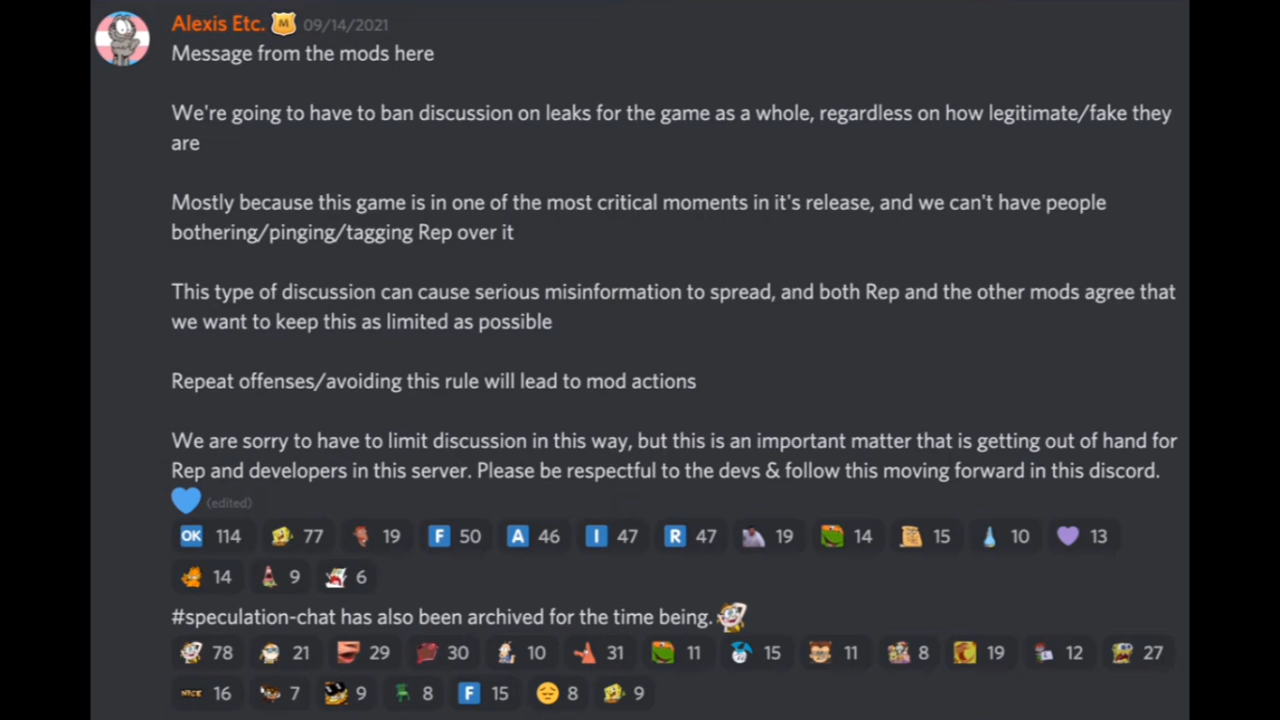 Alexis Etc. M 09/14/2021
Message from the mods here
We're going to have to ban discussion on leaks for the game as a whole, regardless on how legitimate/fake they
are
Mostly because this game is in one of the most critical moments in it's release, and we can't have people
bothering/pinging/tagging Rep over it
This type of discussion can cause serious misinformation to spread, and both Rep and the other mods agree that
we want to keep this as limited as possible
Repeat offenses/avoiding this rule will lead to mod actions
We are sorry to have to limit discussion in this way, but this is an important matter that is getting out of hand for
Rep and developers in this server. Please be respectful to the devs & follow this moving forward in this discord.
(edited)
OK 114 77 19 F 50 A 46 I 47 R 47 19 14 15 10 13
14 9 6
#speculation-chat has also been archived for the time being.
78 21 29 30 10 31 11 15 11 8 19 12 27
NICE 16 7 9 8 F 15 8 9